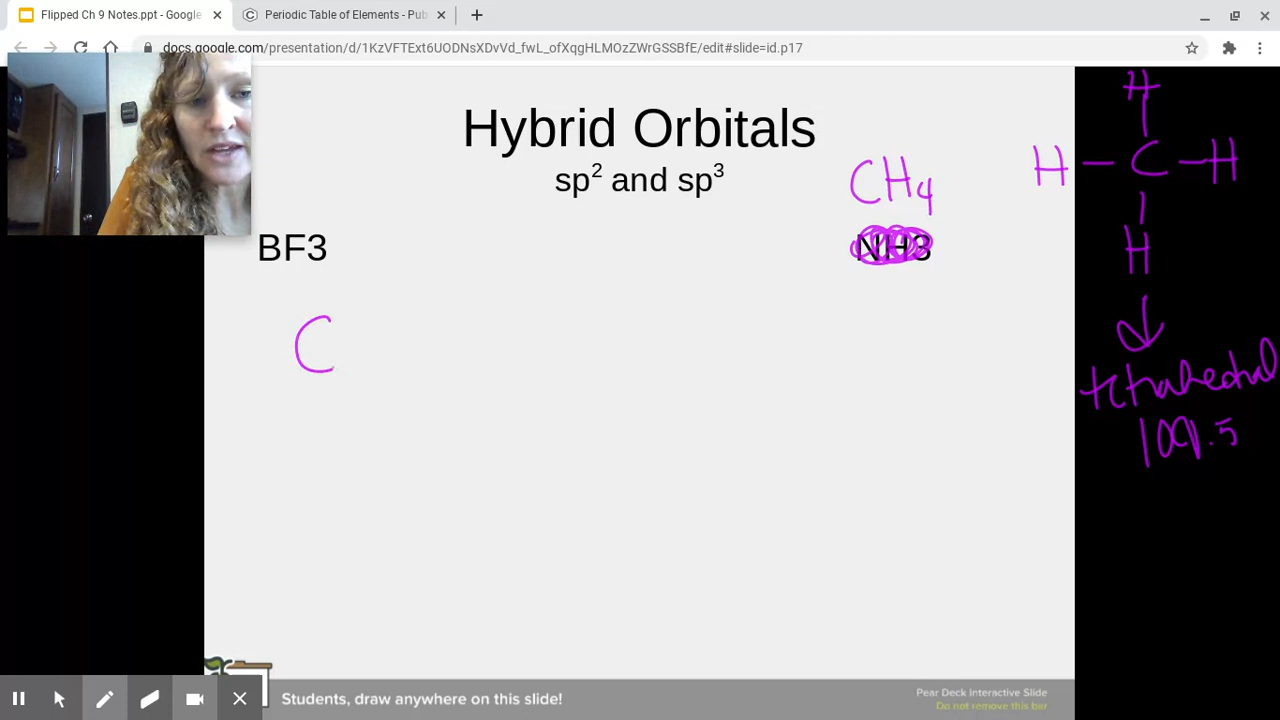 Flipped Ch 9 Notes.ppt - Google
Periodic Table of Elements - Pub
docs.google.com/presentation/d/1KzVFTExt6UODNsXDvVd_fwL_ofXqgHLMOzZWrGSSBfE/edit#slide=id.p17
Hybrid Orbitals
sp² and sp³
CH₄
BF3
NH3
C
H
H — C — H
H
tetrahedral
109.5
Students, draw anywhere on this slide!
Pear Deck Interactive Slide
Do not remove this bar